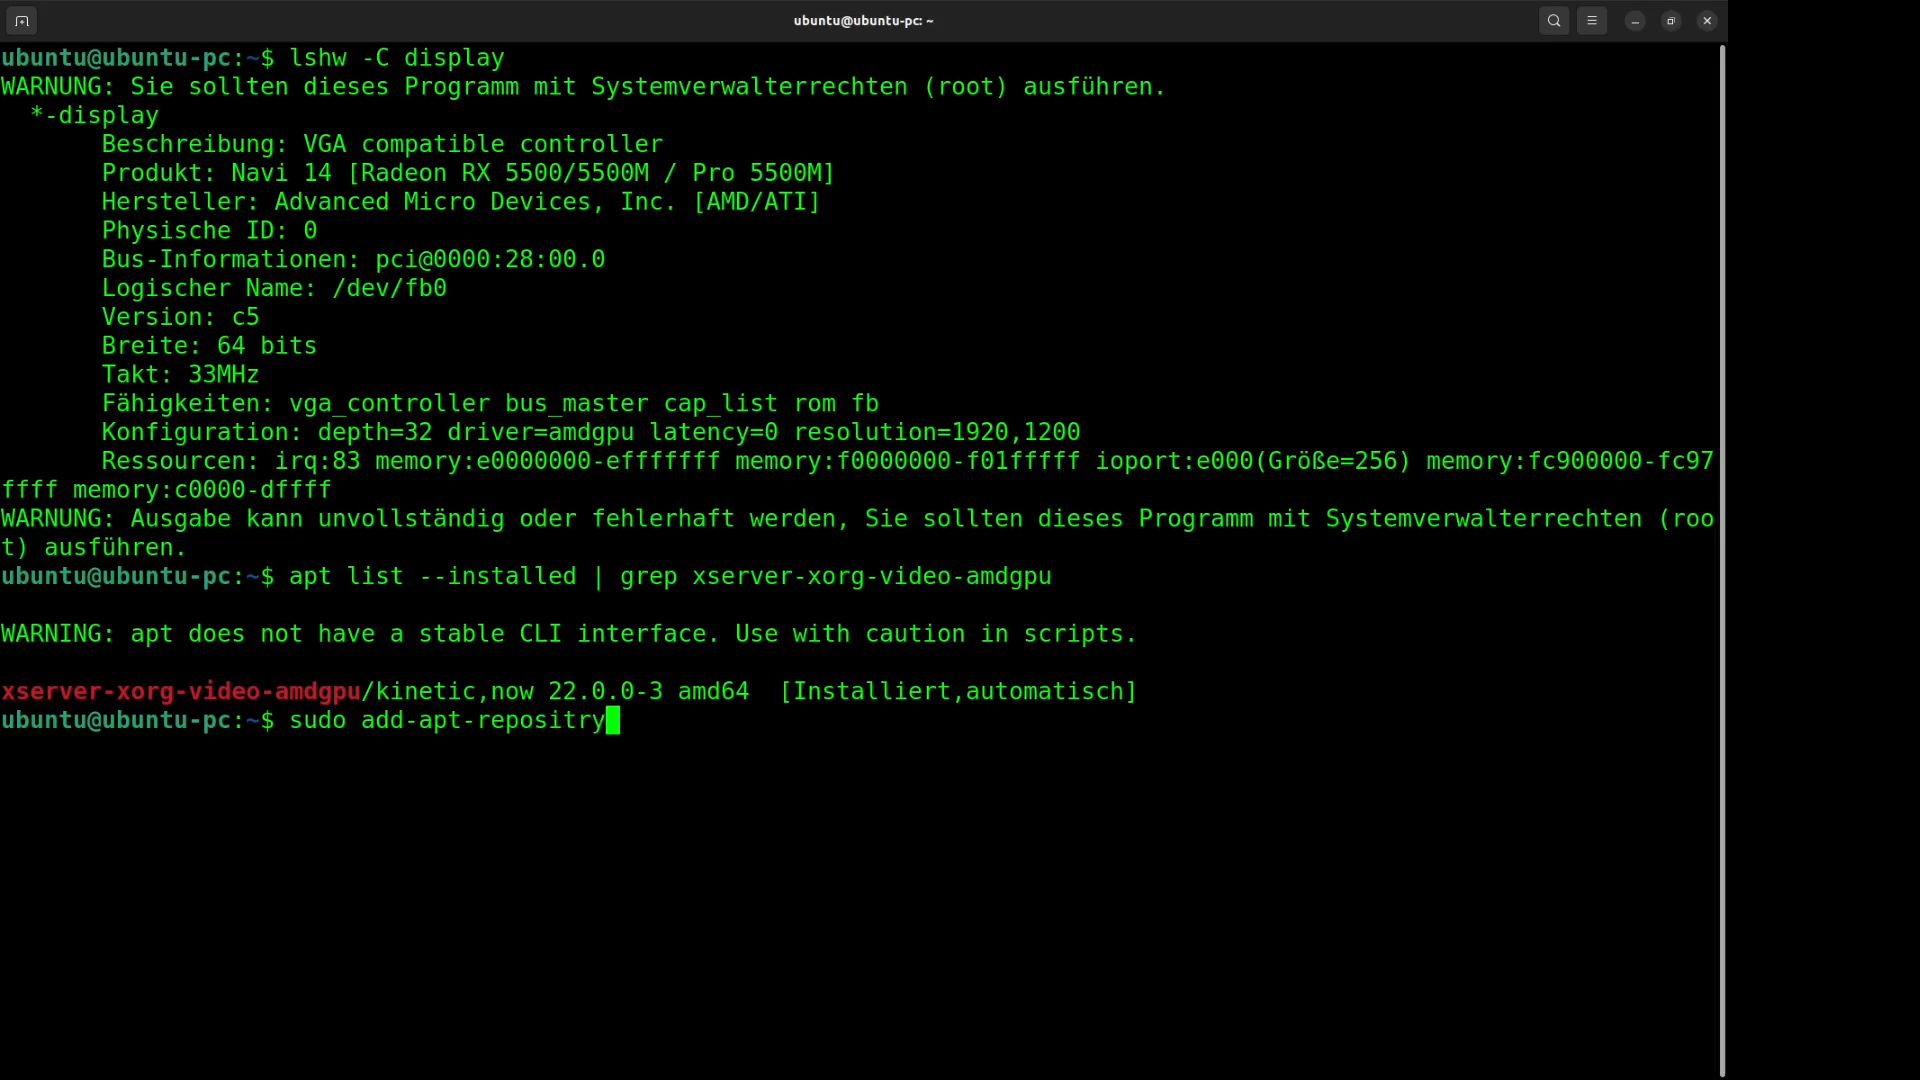 ubuntu@ubuntu-pc: ~
ubuntu@ubuntu-pc:~$ lshw -C display
WARNUNG: Sie sollten dieses Programm mit Systemverwalterrechten (root) ausführen.
  *-display
       Beschreibung: VGA compatible controller
       Produkt: Navi 14 [Radeon RX 5500/5500M / Pro 5500M]
       Hersteller: Advanced Micro Devices, Inc. [AMD/ATI]
       Physische ID: 0
       Bus-Informationen: pci@0000:28:00.0
       Logischer Name: /dev/fb0
       Version: c5
       Breite: 64 bits
       Takt: 33MHz
       Fähigkeiten: vga_controller bus_master cap_list rom fb
       Konfiguration: depth=32 driver=amdgpu latency=0 resolution=1920,1200
       Ressourcen: irq:83 memory:e0000000-efffffff memory:f0000000-f01fffff ioport:e000(Größe=256) memory:fc900000-fc97
ffff memory:c0000-dffff
WARNUNG: Ausgabe kann unvollständig oder fehlerhaft werden, Sie sollten dieses Programm mit Systemverwalterrechten (roo
t) ausführen.
ubuntu@ubuntu-pc:~$ apt list --installed | grep xserver-xorg-video-amdgpu
WARNING: apt does not have a stable CLI interface. Use with caution in scripts.
xserver-xorg-video-amdgpu/kinetic,now 22.0.0-3 amd64  [Installiert,automatisch]
ubuntu@ubuntu-pc:~$ sudo add-apt-repositry